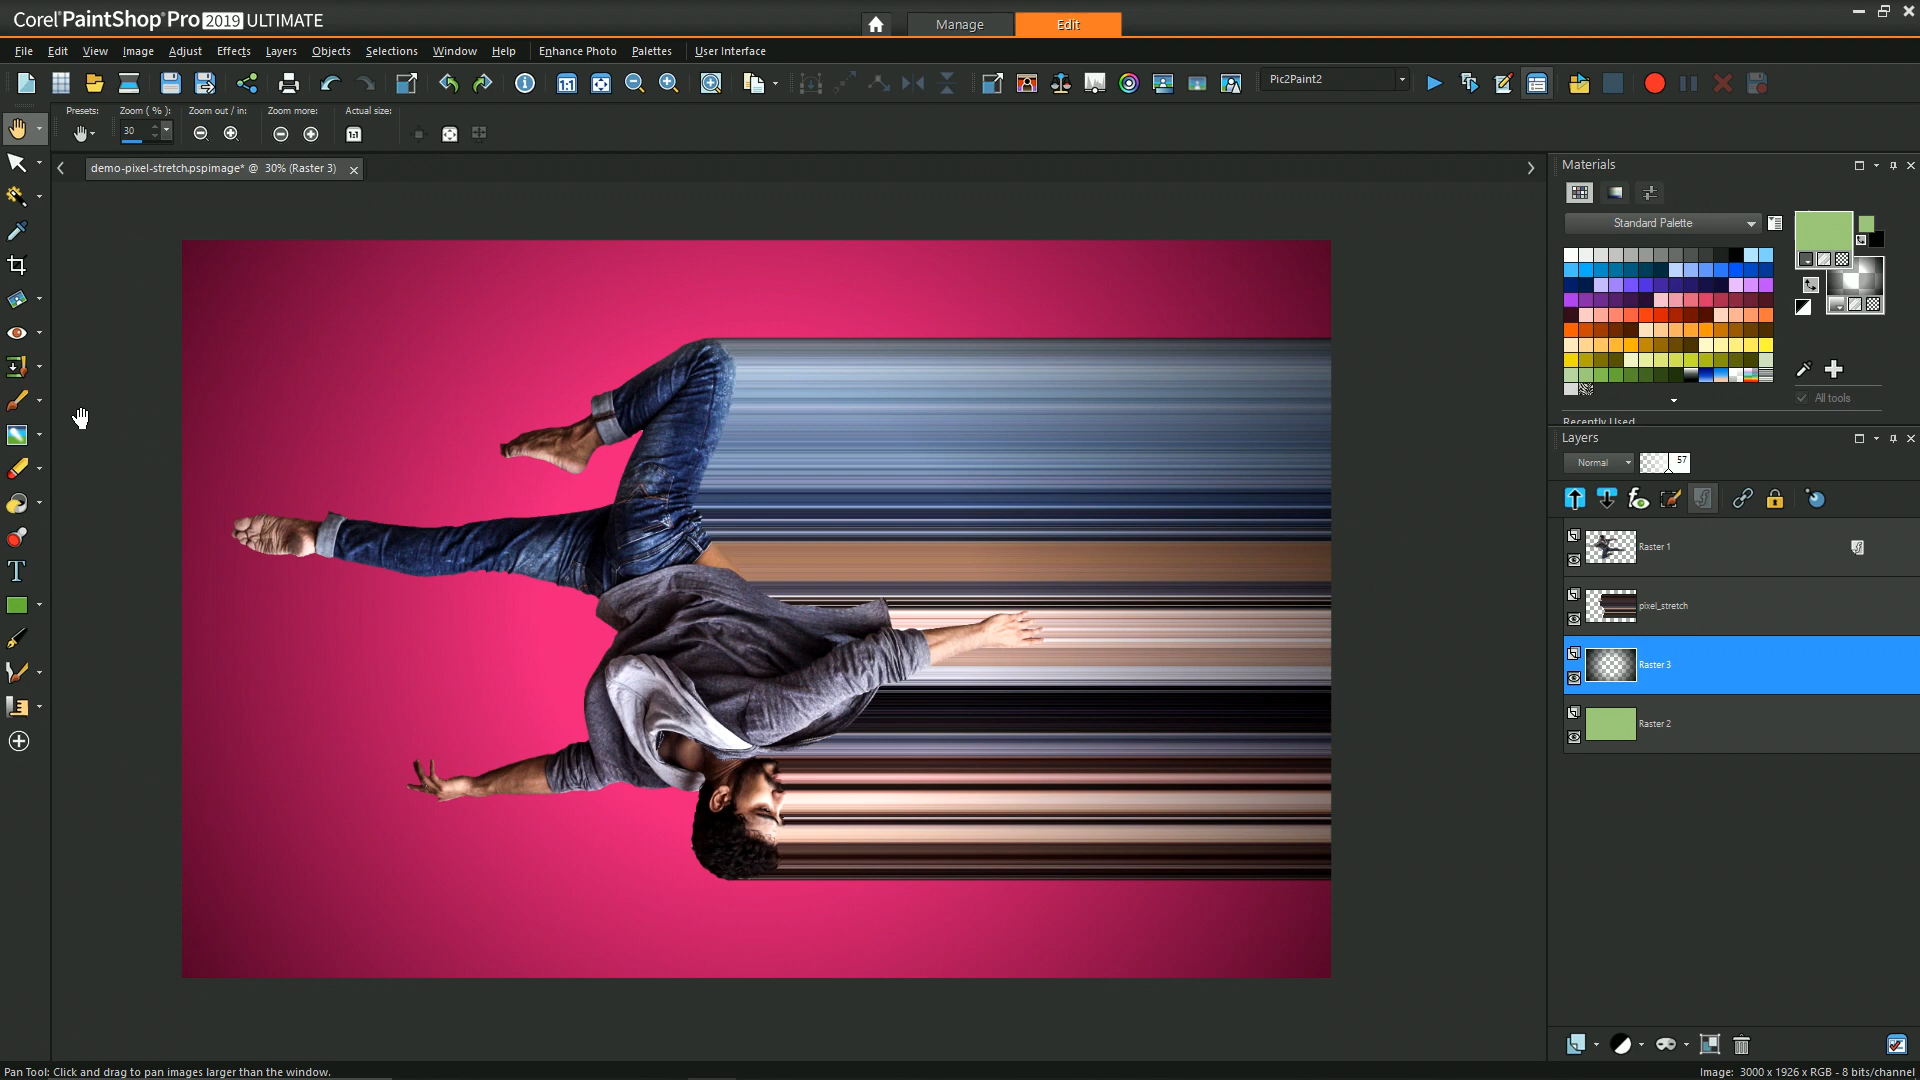 Corel PaintShop Pro 2019 ULTIMATE
Manage
Edit
File Edit View Image Adjust Effects Layers Objects Selections Window Help Enhance Photo Palettes User Interface
Pic2Paint2
Presets: Zoom ( % ): Zoom out / in: Zoom more: Actual size:
30
demo-pixel-stretch.pspimage* @ 30% (Raster 3)
Materials
Standard Palette
All tools
Recently Used
Layers
Normal
57
Raster 1
pixel_stretch
Raster 3
Raster 2
Pan Tool: Click and drag to pan images larger than the window.
Image: 3000 x 1926 x RGB - 8 bits/channel